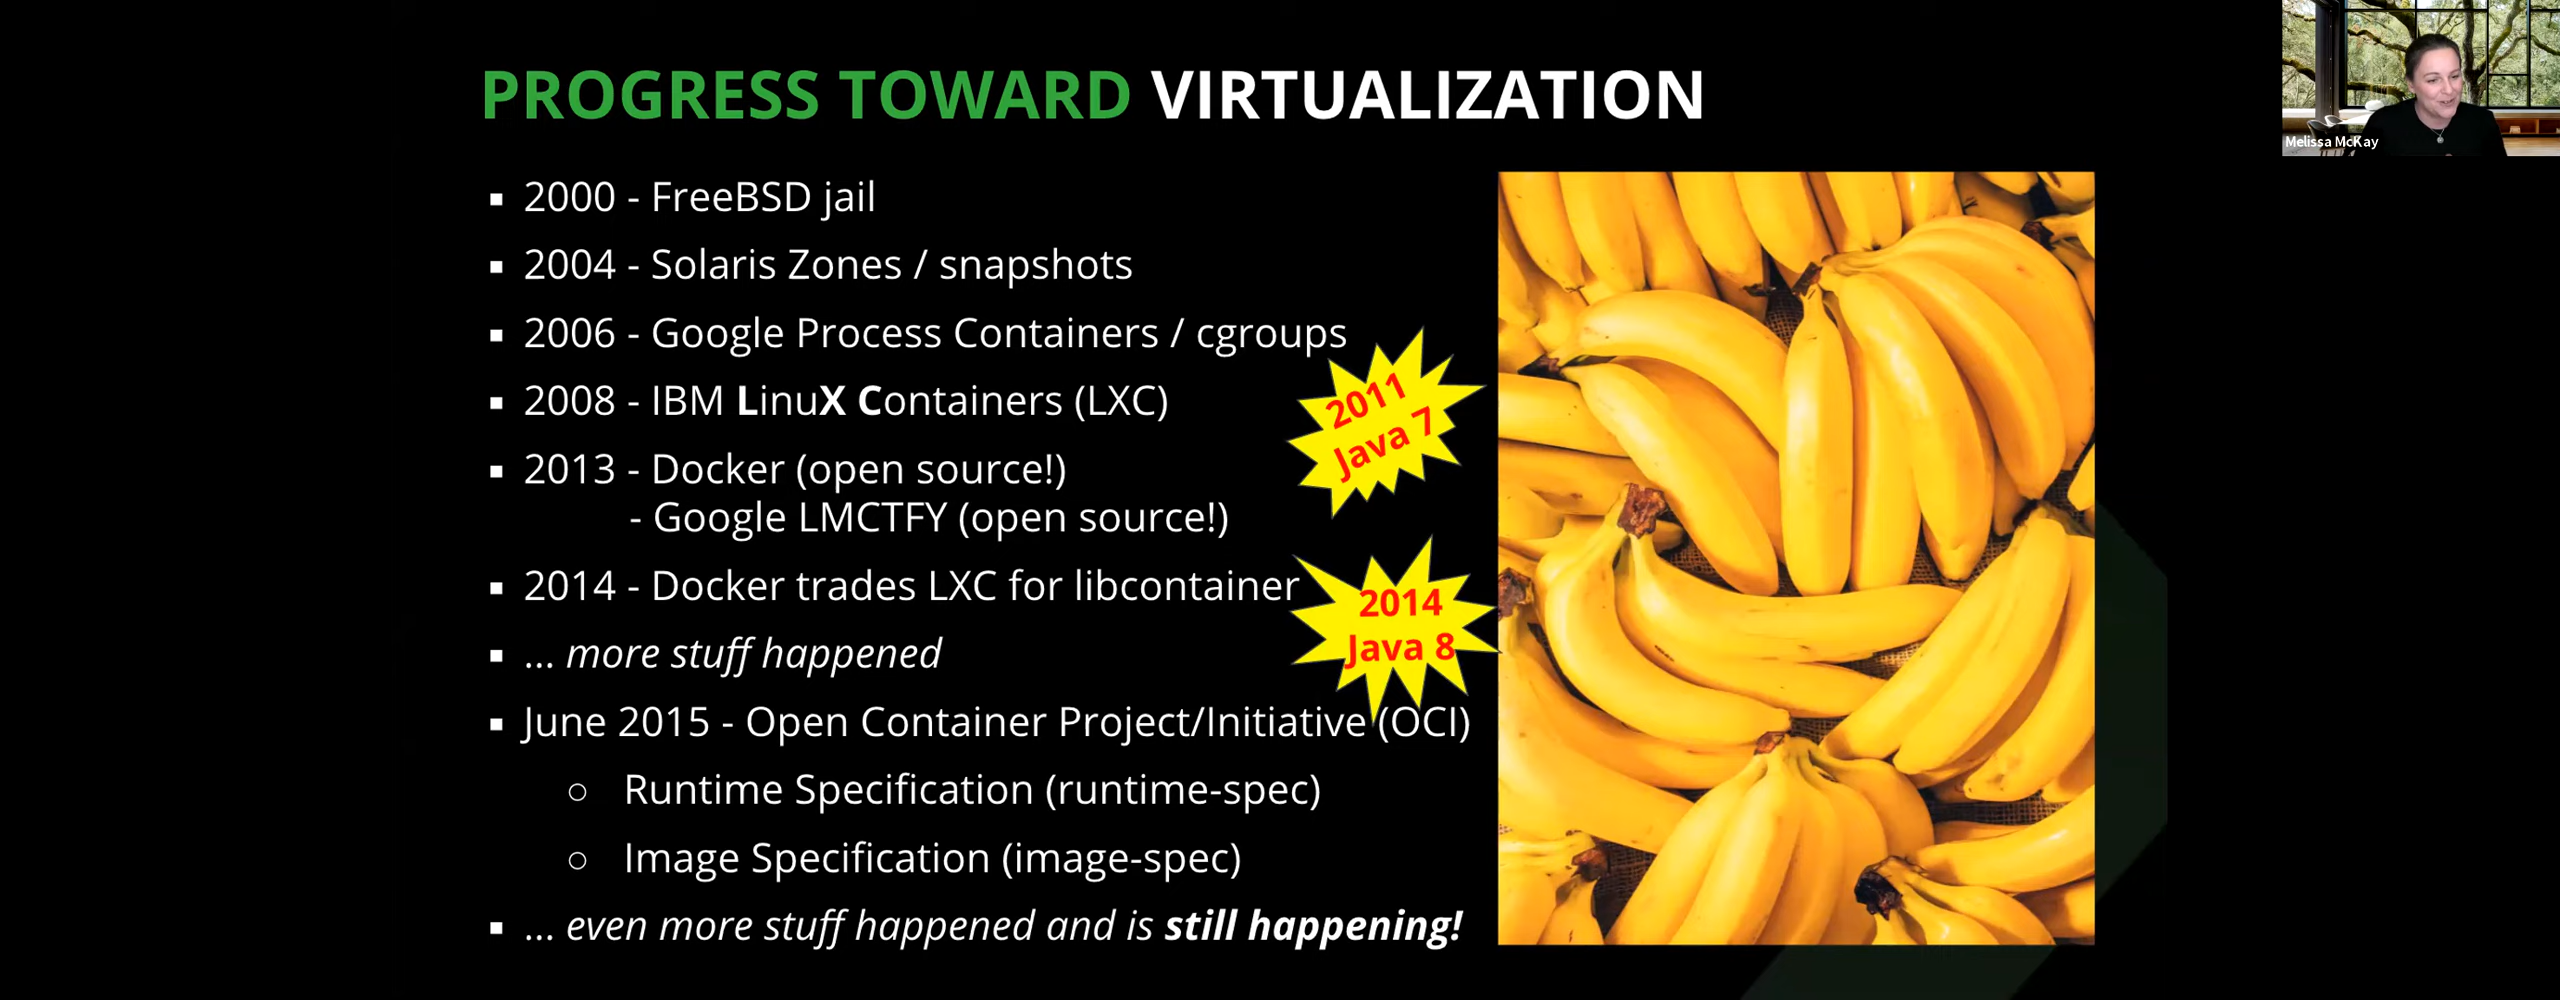 PROGRESS TOWARD VIRTUALIZATION
▪ 2000 - FreeBSD jail
▪ 2004 - Solaris Zones / snapshots
▪ 2006 - Google Process Containers / cgroups
▪ 2008 - IBM LinuX Containers (LXC)
▪ 2013 - Docker (open source!)
- Google LMCTFY (open source!)
▪ 2014 - Docker trades LXC for libcontainer
▪ ... more stuff happened
▪ June 2015 - Open Container Project/Initiative (OCI)
○ Runtime Specification (runtime-spec)
○ Image Specification (image-spec)
▪ ... even more stuff happened and is still happening!
2011
Java 7
2014
Java 8
Melissa McKay